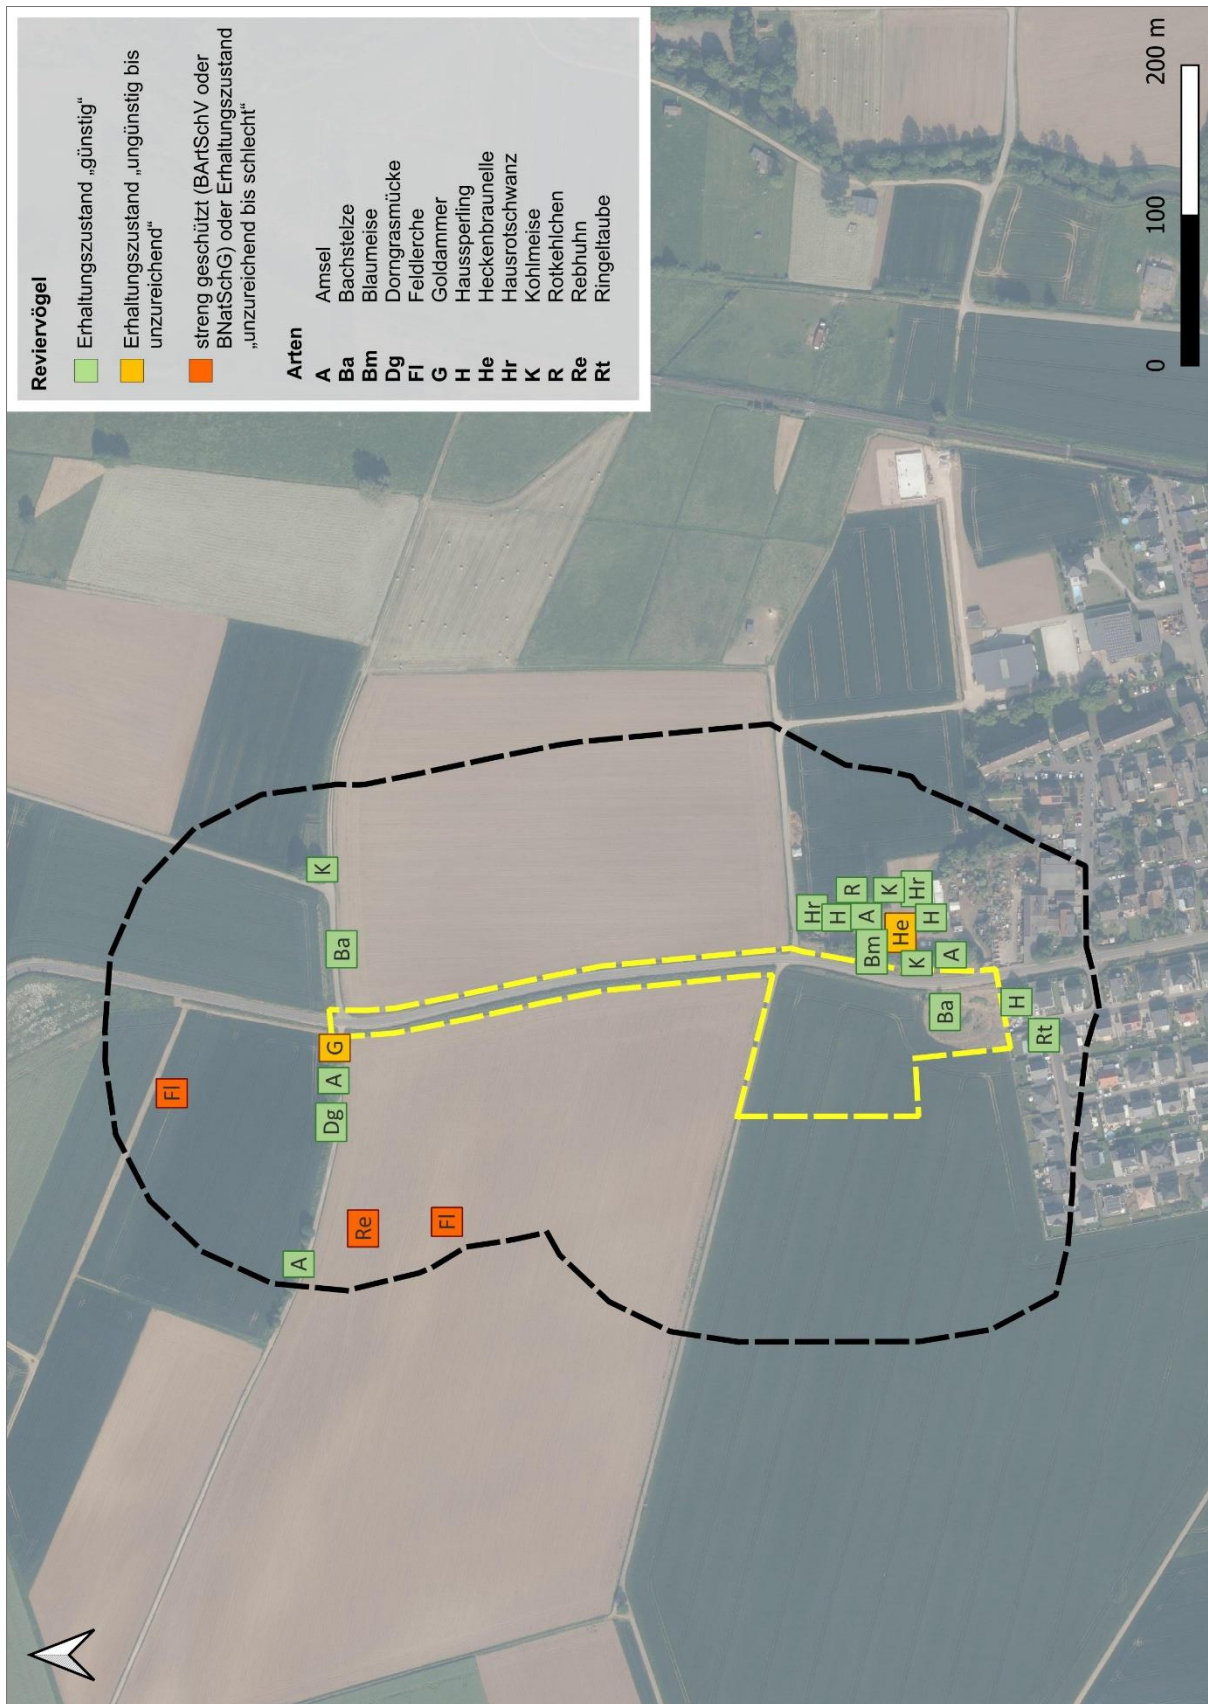 Reviervögel
Erhaltungszustand „günstig“
Erhaltungszustand „ungünstig bis
unzureichend“
streng geschützt (BArtSchV oder
BNatSchG) oder Erhaltungszustand
„unzureichend bis schlecht“
Arten
A Amsel
Ba Bachstelze
Bm Blaumeise
Dg Dorngrasmücke
Fl Feldlerche
G Goldammer
H Haussperling
He Heckenbraunelle
Hr Hausrotschwanz
K Kohlmeise
R Rotkehlchen
Re Rebhuhn
Rt Ringeltaube
Fl
A
Dg
A
G
Ba
K
Re
Fl
Hr
H
R
Bm
A
K
He
Hr
K
H
A
Ba
H
Rt
0 100 200 m